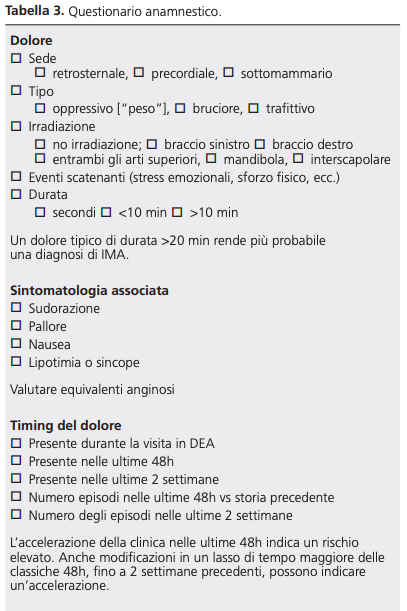 Tabella 3. Questionario anamnestico.
Dolore
☐ Sede
☐ retrosternale, ☐ precordiale, ☐ sottomammario
☐ Tipo
☐ oppressivo [“peso”], ☐ bruciore, ☐ trafittivo
☐ Irradiazione
☐ no irradiazione; ☐ braccio sinistro ☐ braccio destro
☐ entrambi gli arti superiori, ☐ mandibola, ☐ interscapolare
☐ Eventi scatenanti (stress emozionali, sforzo fisico, ecc.)
☐ Durata
☐ secondi ☐ <10 min ☐ >10 min
Un dolore tipico di durata >20 min rende più probabile
una diagnosi di IMA.
Sintomatologia associata
☐ Sudorazione
☐ Pallore
☐ Nausea
☐ Lipotimia o sincope
Valutare equivalenti anginosi
Timing del dolore
☐ Presente durante la visita in DEA
☐ Presente nelle ultime 48h
☐ Presente nelle ultime 2 settimane
☐ Numero episodi nelle ultime 48h vs storia precedente
☐ Numero degli episodi nelle ultime 2 settimane
L’accelerazione della clinica nelle ultime 48h indica un rischio
elevato. Anche modificazioni in un lasso di tempo maggiore delle
classiche 48h, fino a 2 settimane precedenti, possono indicare
un’accelerazione.